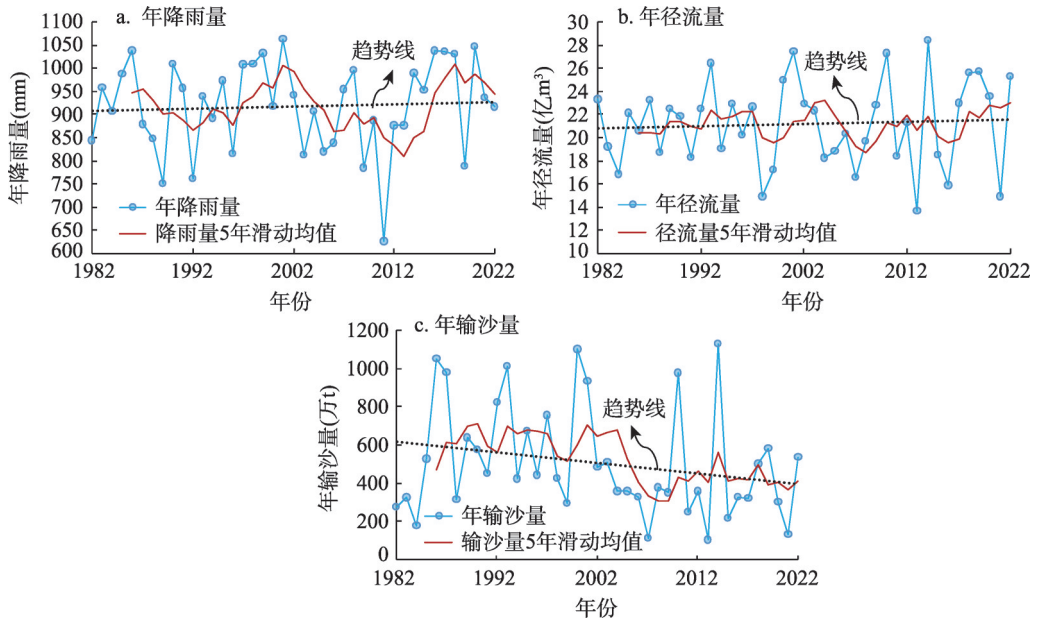 a. 年降雨量
1100
1050
1000
950
900
850
800
750
700
650
600
年降雨量(mm)
趋势线
年降雨量
降雨量5年滑动均值
1982 1992 2002 2012 2022
年份
b. 年径流量
30
28
26
24
22
20
18
16
14
12
10
年径流量(亿m³)
趋势线
年径流量
径流量5年滑动均值
1982 1992 2002 2012 2022
年份
c. 年输沙量
1200
1000
800
600
400
200
0
年输沙量(万t)
趋势线
年输沙量
输沙量5年滑动均值
1982 1992 2002 2012 2022
年份